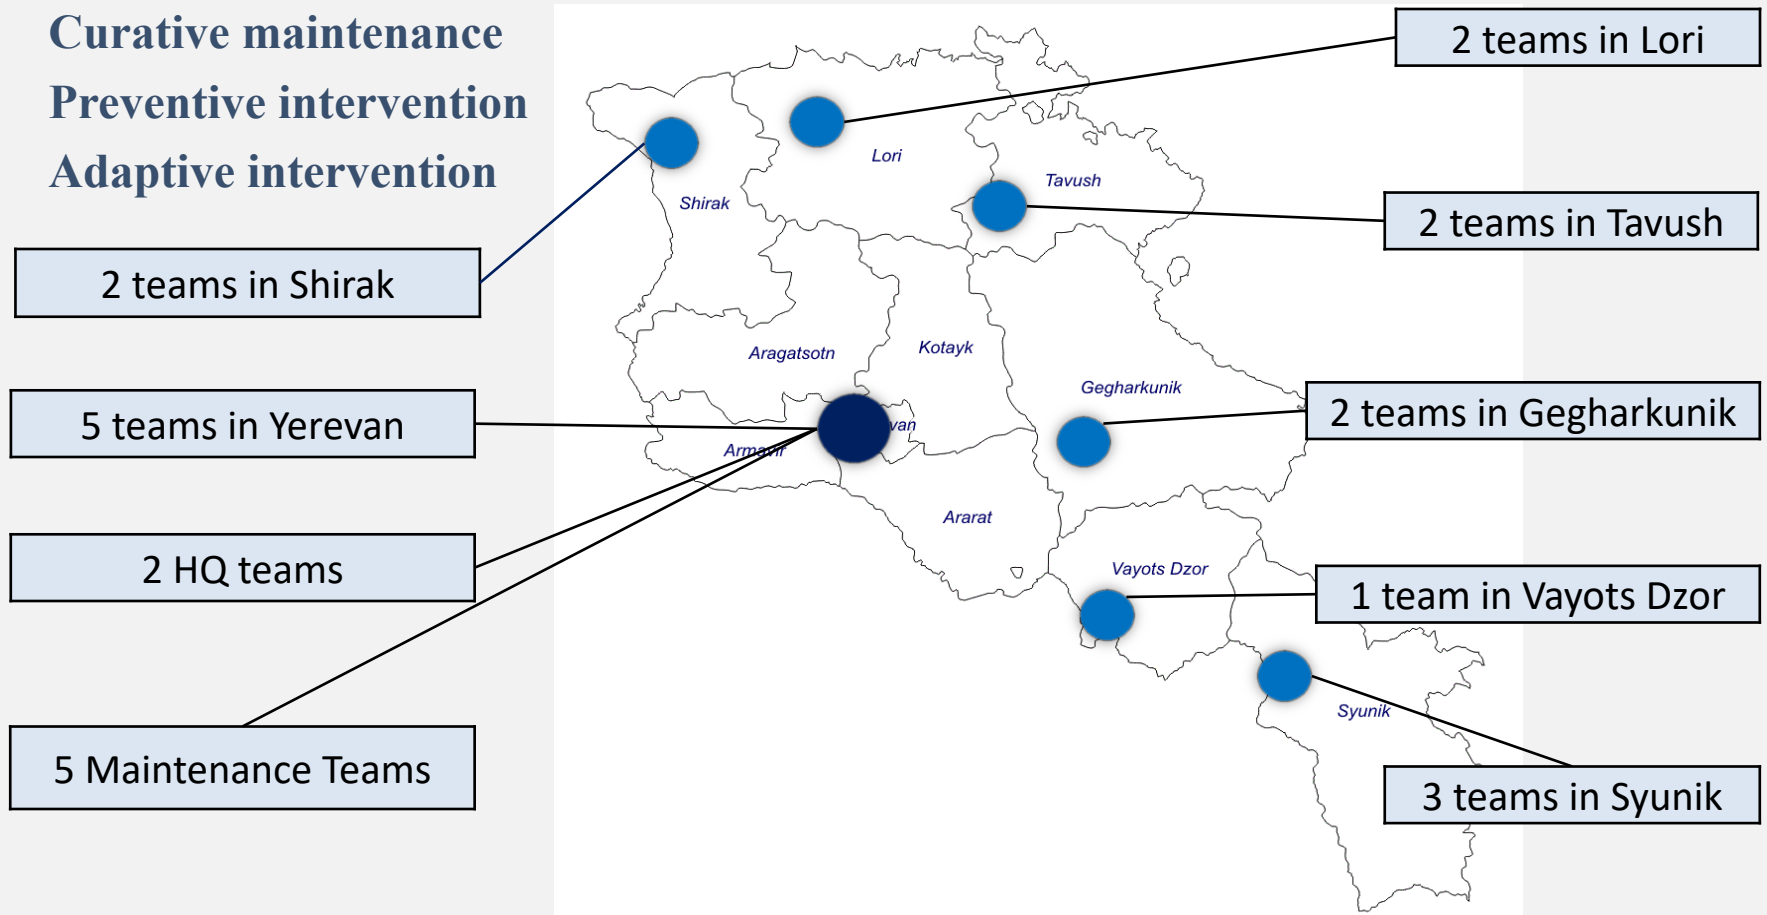 Curative maintenance
Preventive intervention
Adaptive intervention
2 teams in Lori
2 teams in Tavush
2 teams in Shirak
5 teams in Yerevan
2 teams in Gegharkunik
2 HQ teams
1 team in Vayots Dzor
5 Maintenance Teams
3 teams in Syunik
Lori
Tavush
Shirak
Aragatsotn
Kotayk
Gegharkunik
van
Armavir
Ararat
Vayots Dzor
Syunik